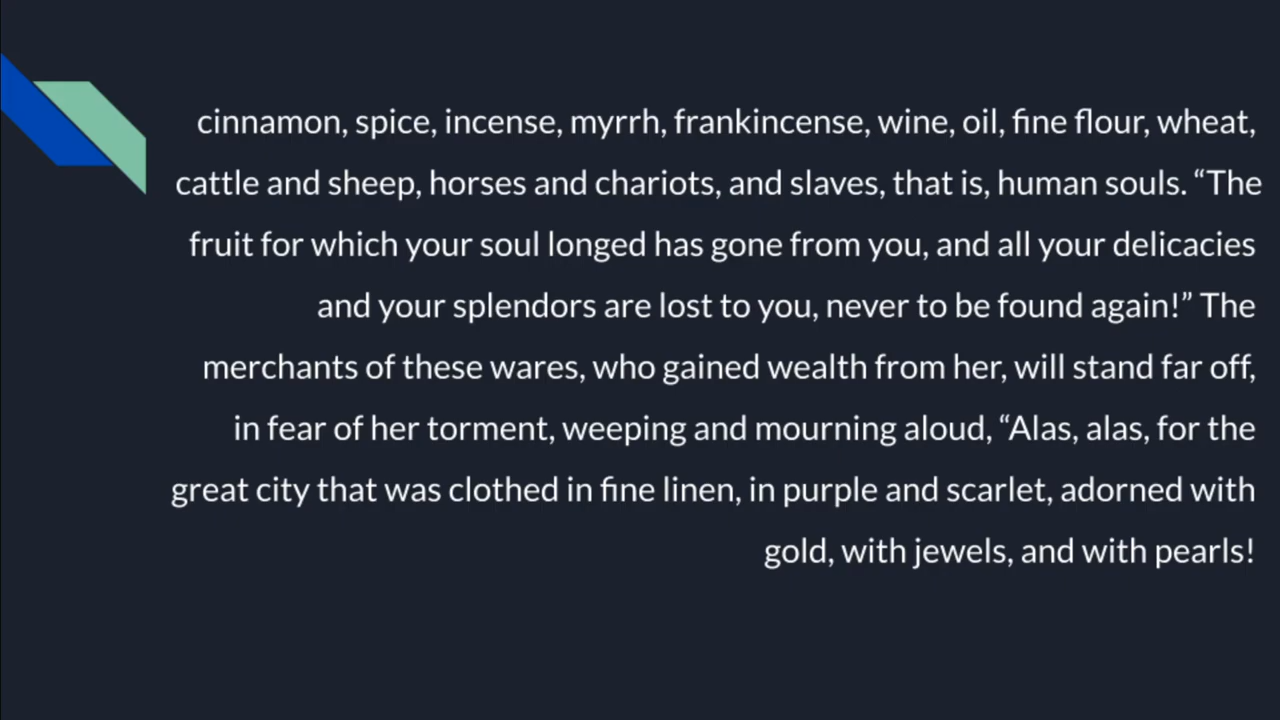 cinnamon, spice, incense, myrrh, frankincense, wine, oil, fine flour, wheat,
cattle and sheep, horses and chariots, and slaves, that is, human souls. “The
fruit for which your soul longed has gone from you, and all your delicacies
and your splendors are lost to you, never to be found again!” The
merchants of these wares, who gained wealth from her, will stand far off,
in fear of her torment, weeping and mourning aloud, “Alas, alas, for the
great city that was clothed in fine linen, in purple and scarlet, adorned with
gold, with jewels, and with pearls!